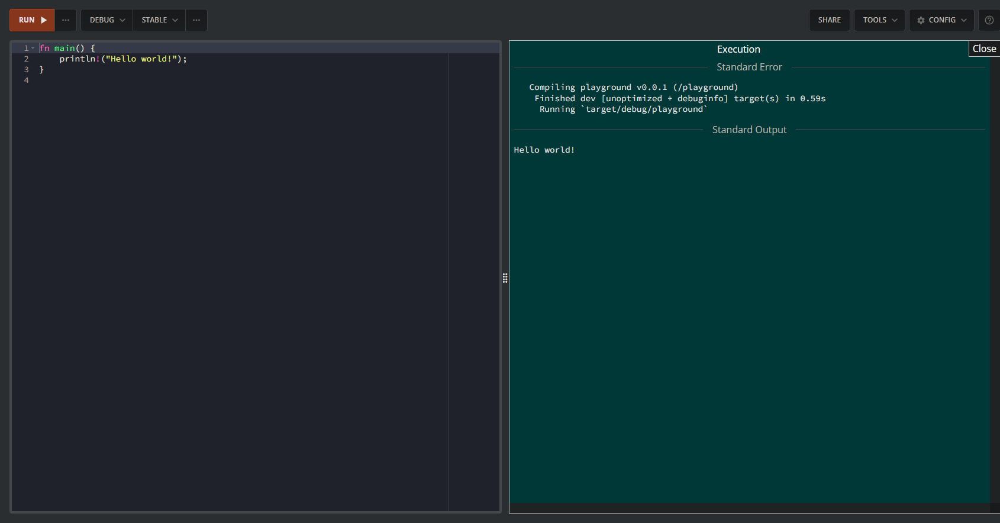 RUN ··· DEBUG STABLE ··· SHARE TOOLS CONFIG ?
1 fn main() {
2     println!("Hello world!");
3 }
4
Execution
Close
Standard Error
   Compiling playground v0.0.1 (/playground)
    Finished dev [unoptimized + debuginfo] target(s) in 0.59s
     Running `target/debug/playground`
Standard Output
Hello world!